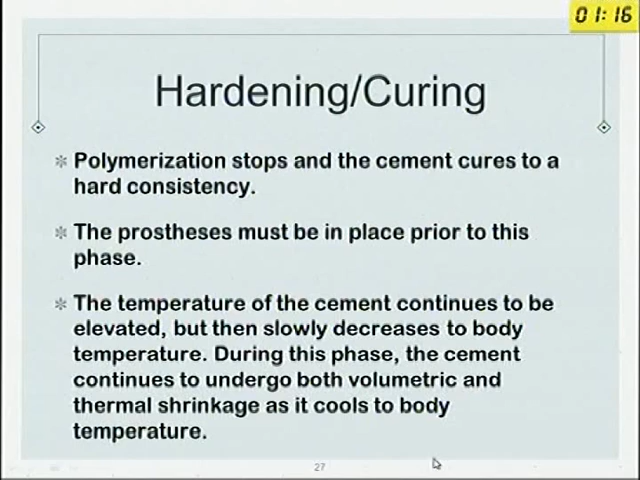 01:16
Hardening/Curing
Polymerization stops and the cement cures to a
hard consistency.
The prostheses must be in place prior to this
phase.
The temperature of the cement continues to be
elevated, but then slowly decreases to body
temperature. During this phase, the cement
continues to undergo both volumetric and
thermal shrinkage as it cools to body
temperature.
27